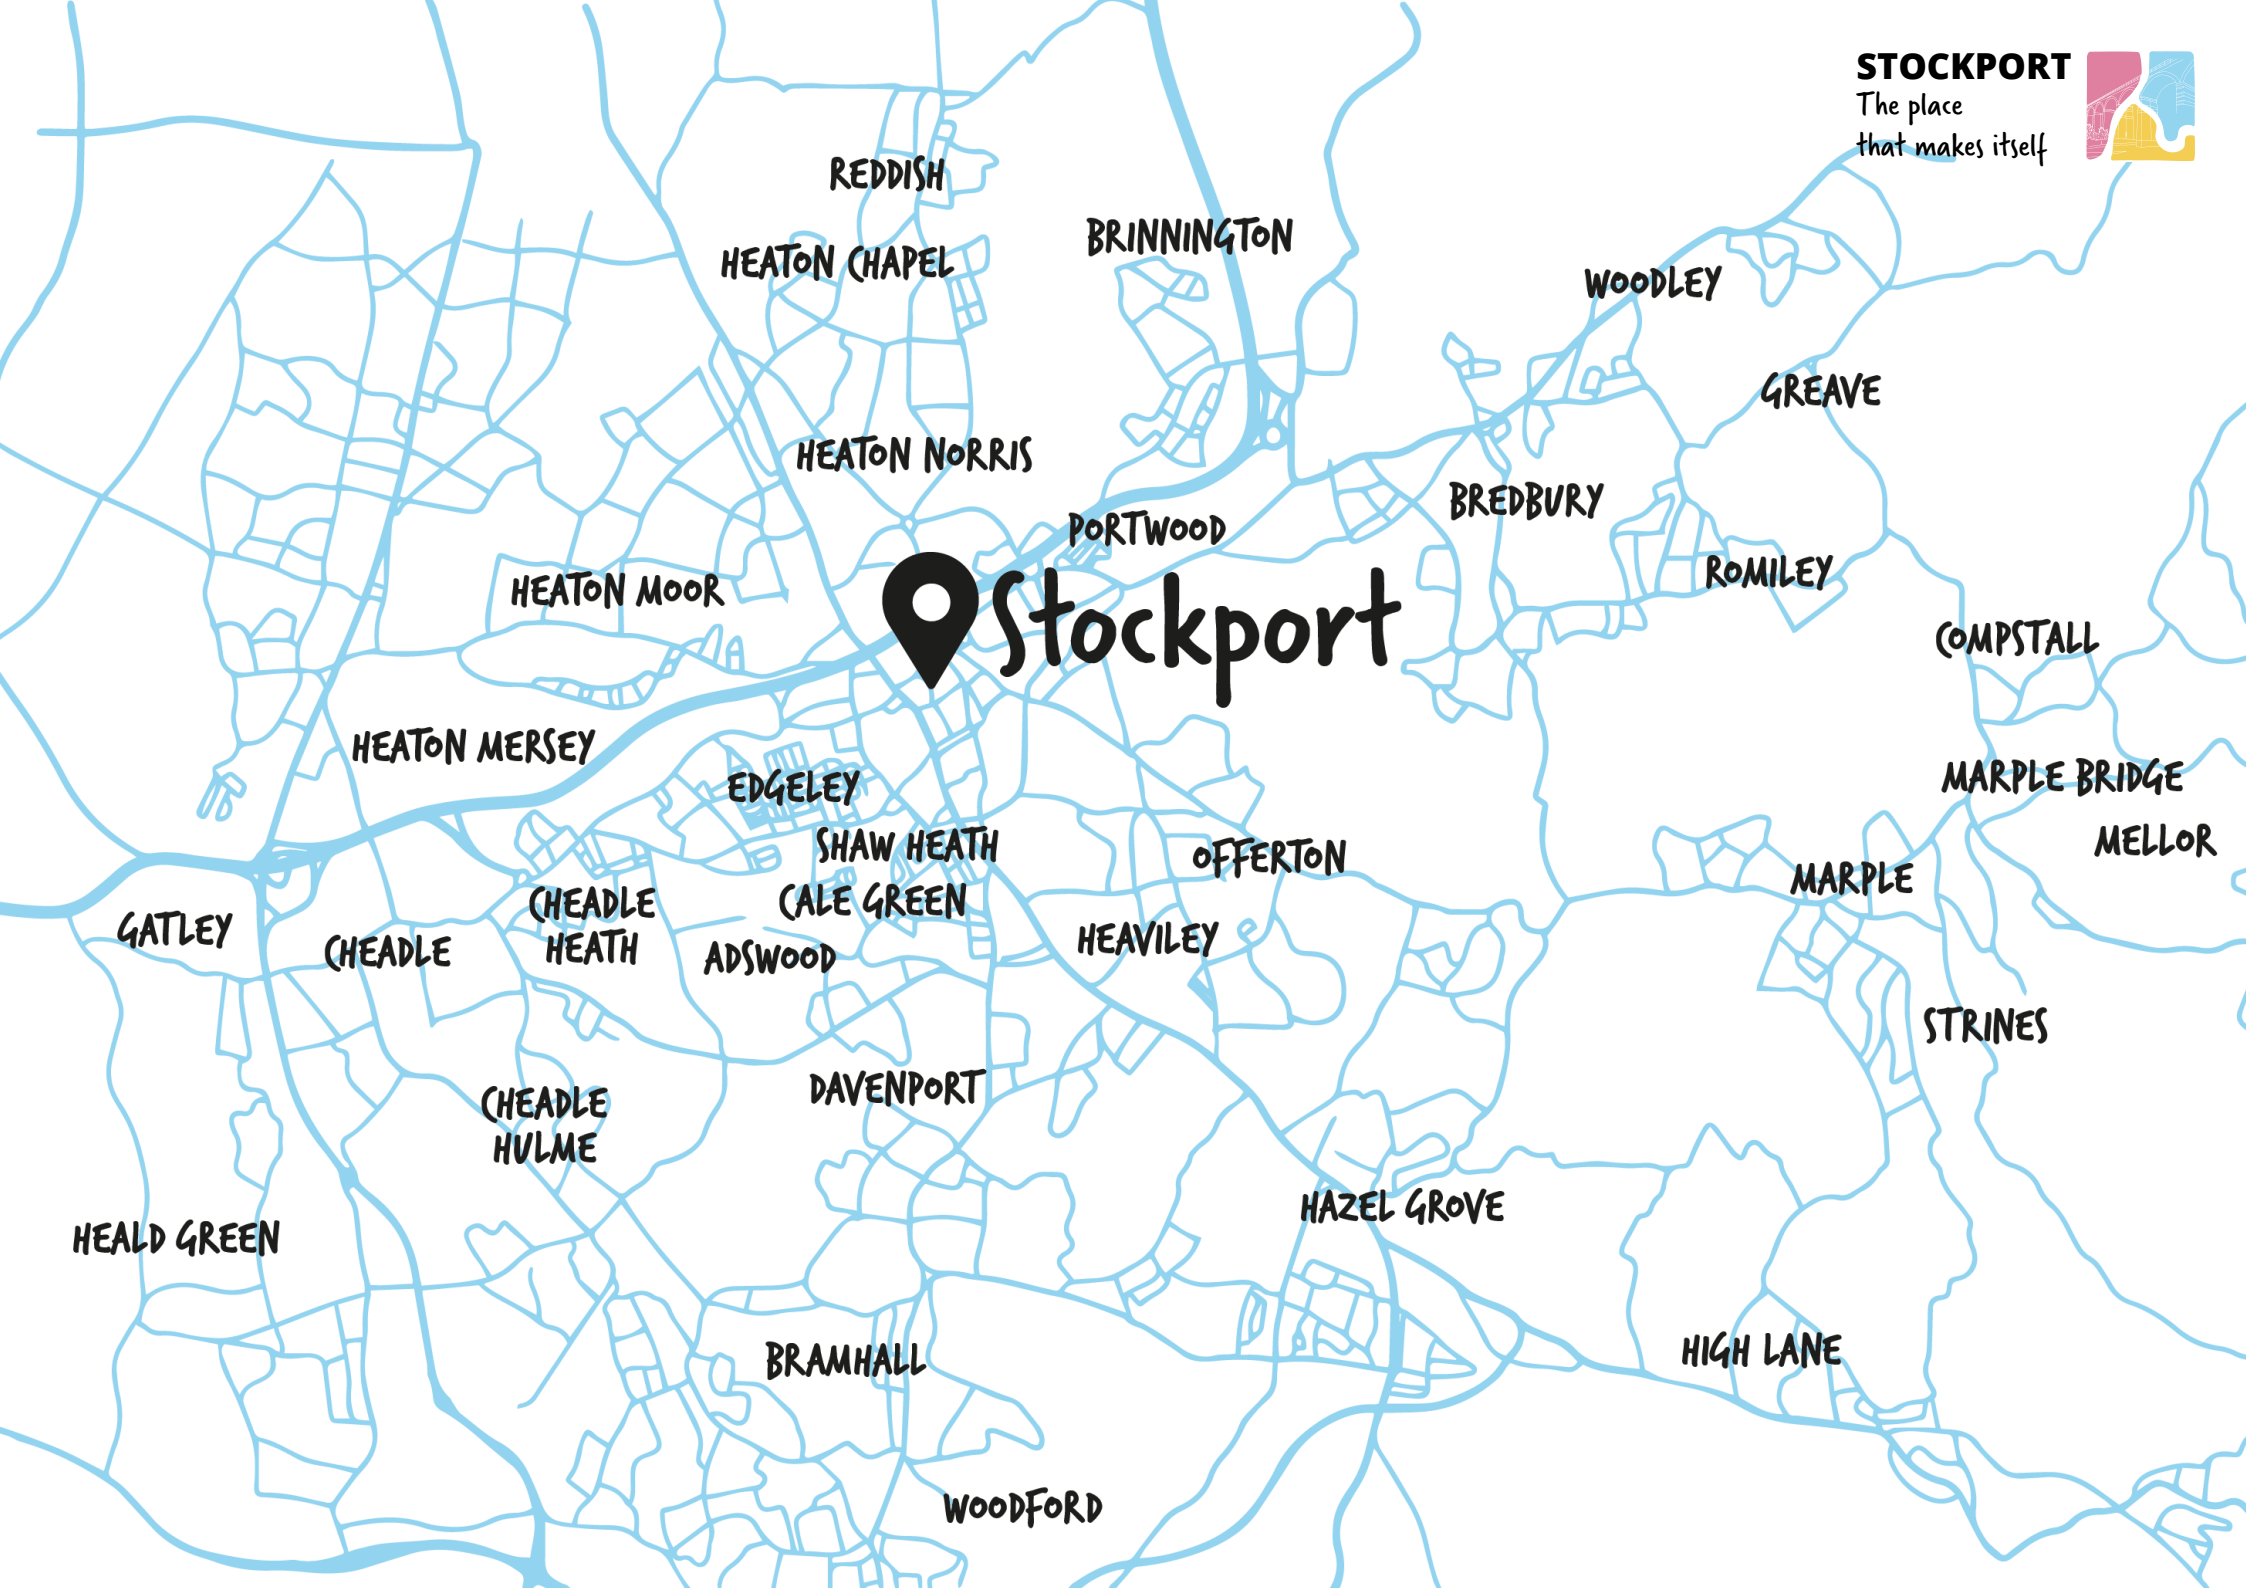 STOCKPORT
The place
that makes itself
REDDISH
BRINNINGTON
HEATON CHAPEL
WOODLEY
GREAVE
HEATON NORRIS
BREDBURY
PORTWOOD
ROMILEY
HEATON MOOR
Stockport
COMPSTALL
HEATON MERSEY
MARPLE BRIDGE
EDGELEY
MELLOR
SHAW HEATH
OFFERTON
MARPLE
CHEADLE
HEATH
CALE GREEN
GATLEY
HEAVILEY
CHEADLE
ADSWOOD
STRINES
DAVENPORT
CHEADLE
HULME
HAZEL GROVE
HEALD GREEN
HIGH LANE
BRAMHALL
WOODFORD